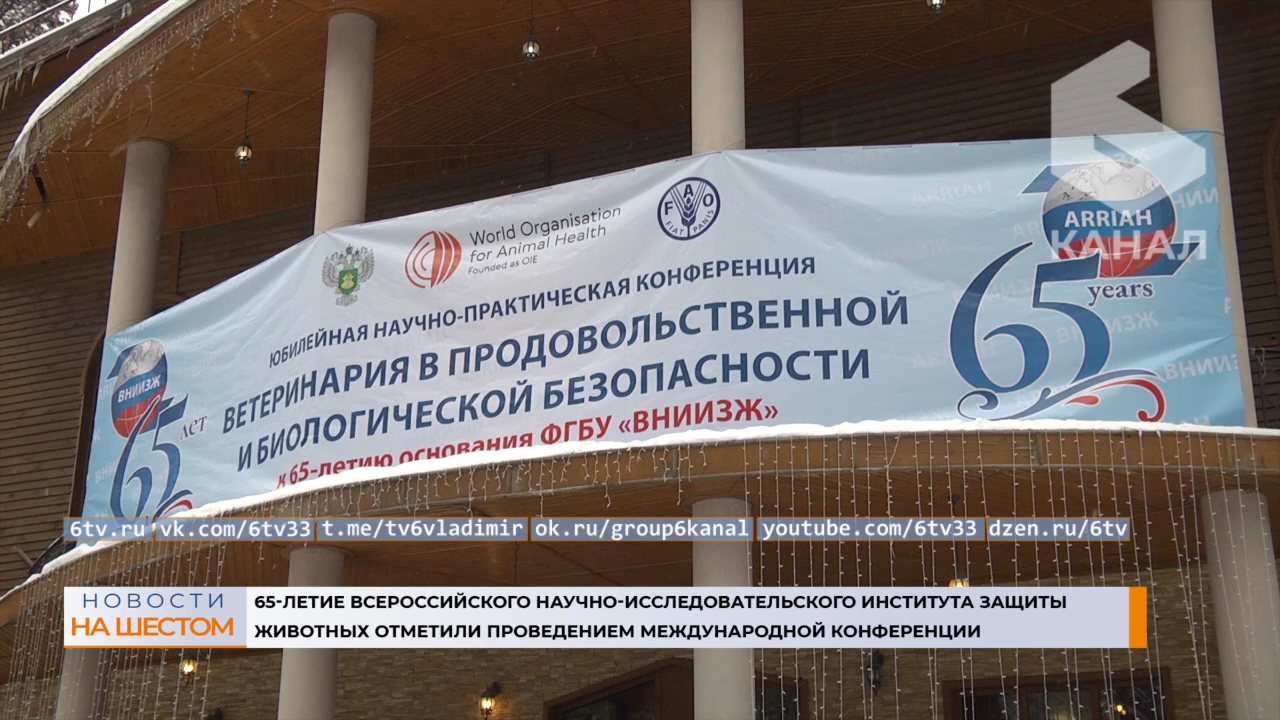 КАНАЛ
World Organisation
for Animal Health
Founded as OIE
FAO
FIAT PANIS
ЮБИЛЕЙНАЯ НАУЧНО-ПРАКТИЧЕСКАЯ КОНФЕРЕНЦИЯ
ВЕТЕРИНАРИЯ В ПРОДОВОЛЬСТВЕННОЙ
И БИОЛОГИЧЕСКОЙ БЕЗОПАСНОСТИ
к 65-летию основания ФГБУ «ВНИИЗЖ»
ВНИИЗЖ
65 лет
ARRIAH
65 years
6tv.ru vk.com/6tv33 t.me/tv6vladimir ok.ru/group6kanal youtube.com/6tv33 dzen.ru/6tv
НОВОСТИ
НА ШЕСТОМ
65-ЛЕТИЕ ВСЕРОССИЙСКОГО НАУЧНО-ИССЛЕДОВАТЕЛЬСКОГО ИНСТИТУТА ЗАЩИТЫ
ЖИВОТНЫХ ОТМЕТИЛИ ПРОВЕДЕНИЕМ МЕЖДУНАРОДНОЙ КОНФЕРЕНЦИИ